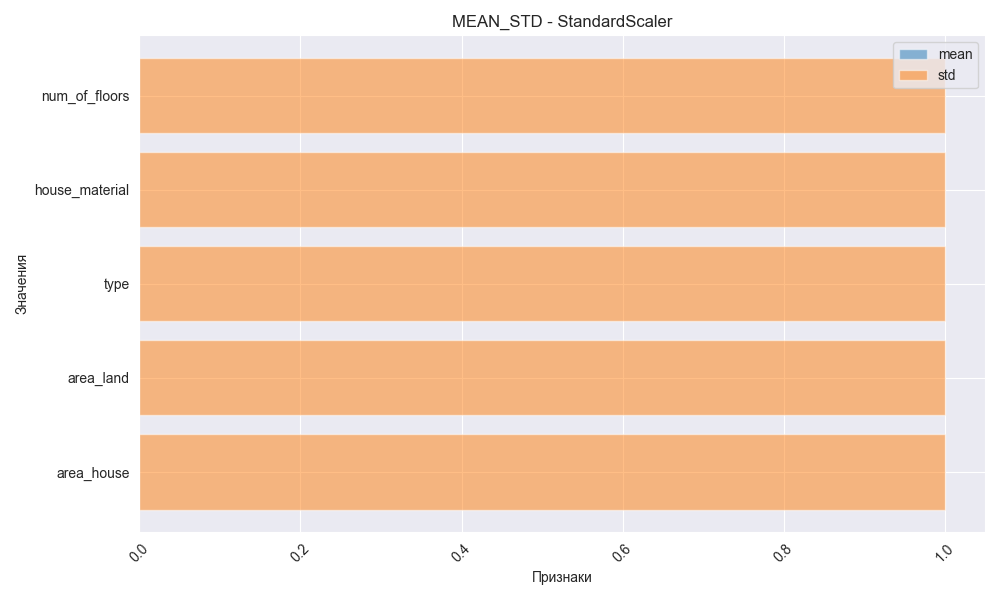 MEAN_STD - StandardScaler
mean
std
num_of_floors
house_material
type
area_land
area_house
Значения
0.0
0.2
0.4
0.6
0.8
1.0
Признаки